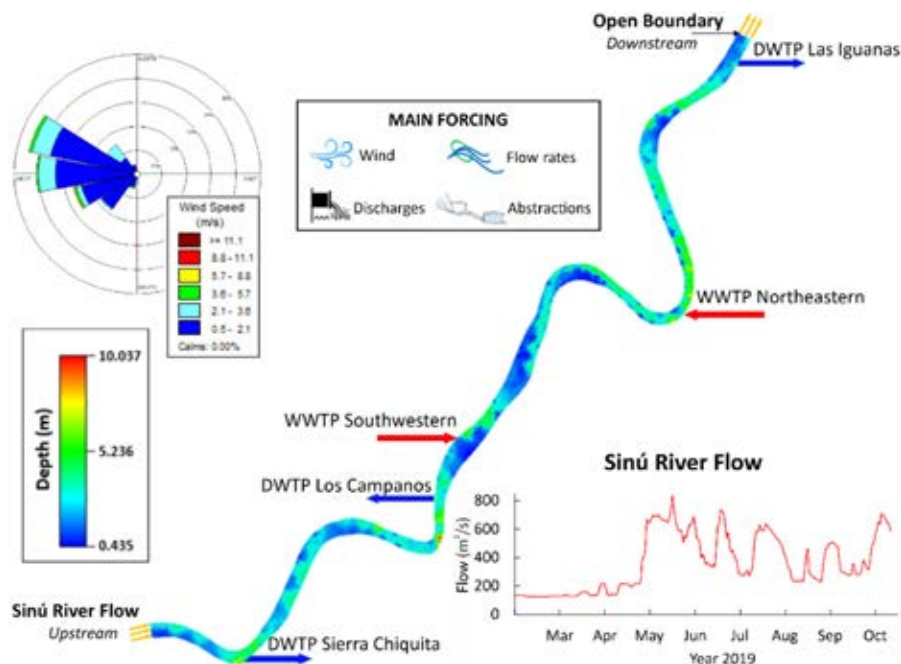 Open Boundary
Downstream
DWTP Las Iguanas
MAIN FORCING
Wind
Flow rates
Discharges
Abstractions
Wind Speed
(m/s)
>= 11.1
8.8 - 11.1
5.7 - 8.8
3.6 - 5.7
2.1 - 3.6
0.5 - 2.1
Calms: 0.00%
WWTP Northeastern
Depth (m)
10.037
5.236
0.435
WWTP Southwestern
DWTP Los Campanos
Sinú River Flow
Upstream
DWTP Sierra Chiquita
Sinú River Flow
Flow (m³/s)
800
600
400
200
0
Mar Apr May Jun Jul Aug Sep Oct
Year 2019